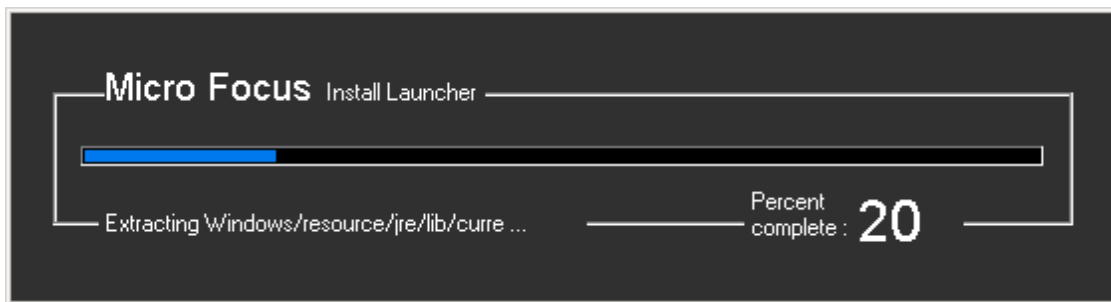 Micro Focus Install Launcher
Extracting Windows/resource/jre/lib/curre ...
Percent
complete : 20